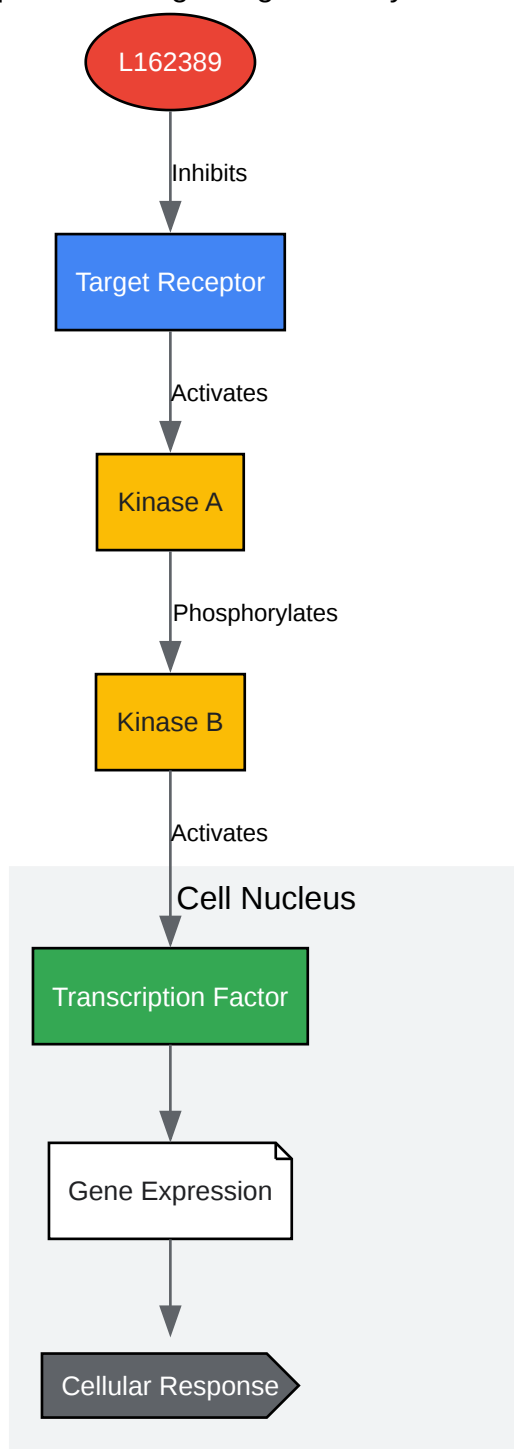 L162389
Inhibits
Target Receptor
Activates
Kinase A
Phosphorylates
Kinase B
Activates
Cell Nucleus
Transcription Factor
Gene Expression
Cellular Response